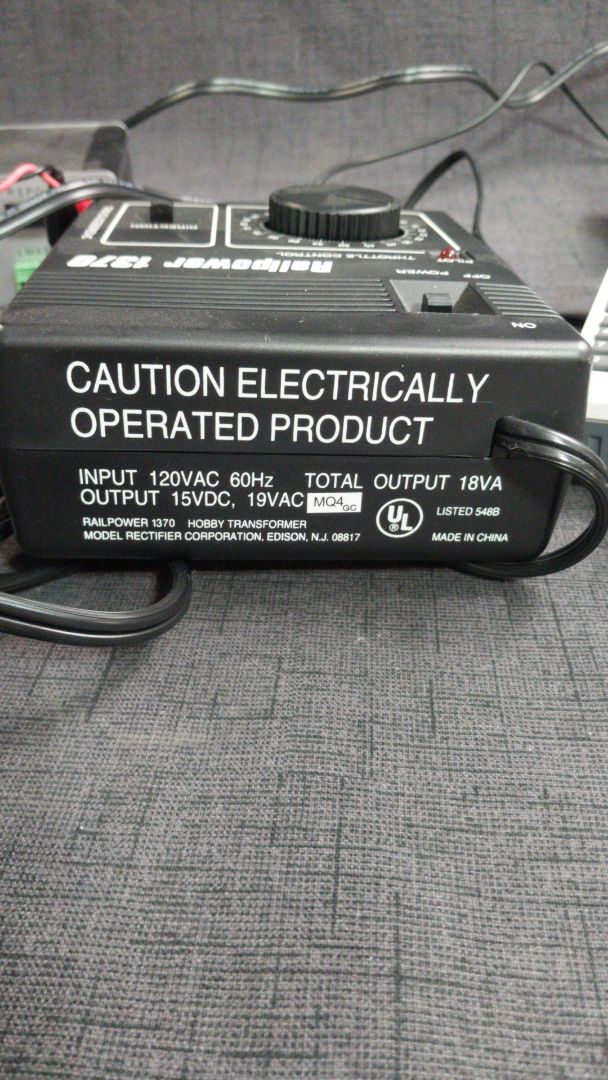 DIRECTION
Railpower 1370
THROTTLE CONTROL
PILOT
POWER
OFF
ON
CAUTION ELECTRICALLY
OPERATED PRODUCT
INPUT 120VAC 60Hz TOTAL OUTPUT 18VA
OUTPUT 15VDC, 19VAC MQ4GC
RAILPOWER 1370 HOBBY TRANSFORMER
MODEL RECTIFIER CORPORATION, EDISON, N.J. 08817
UL
®
LISTED 548B
MADE IN CHINA